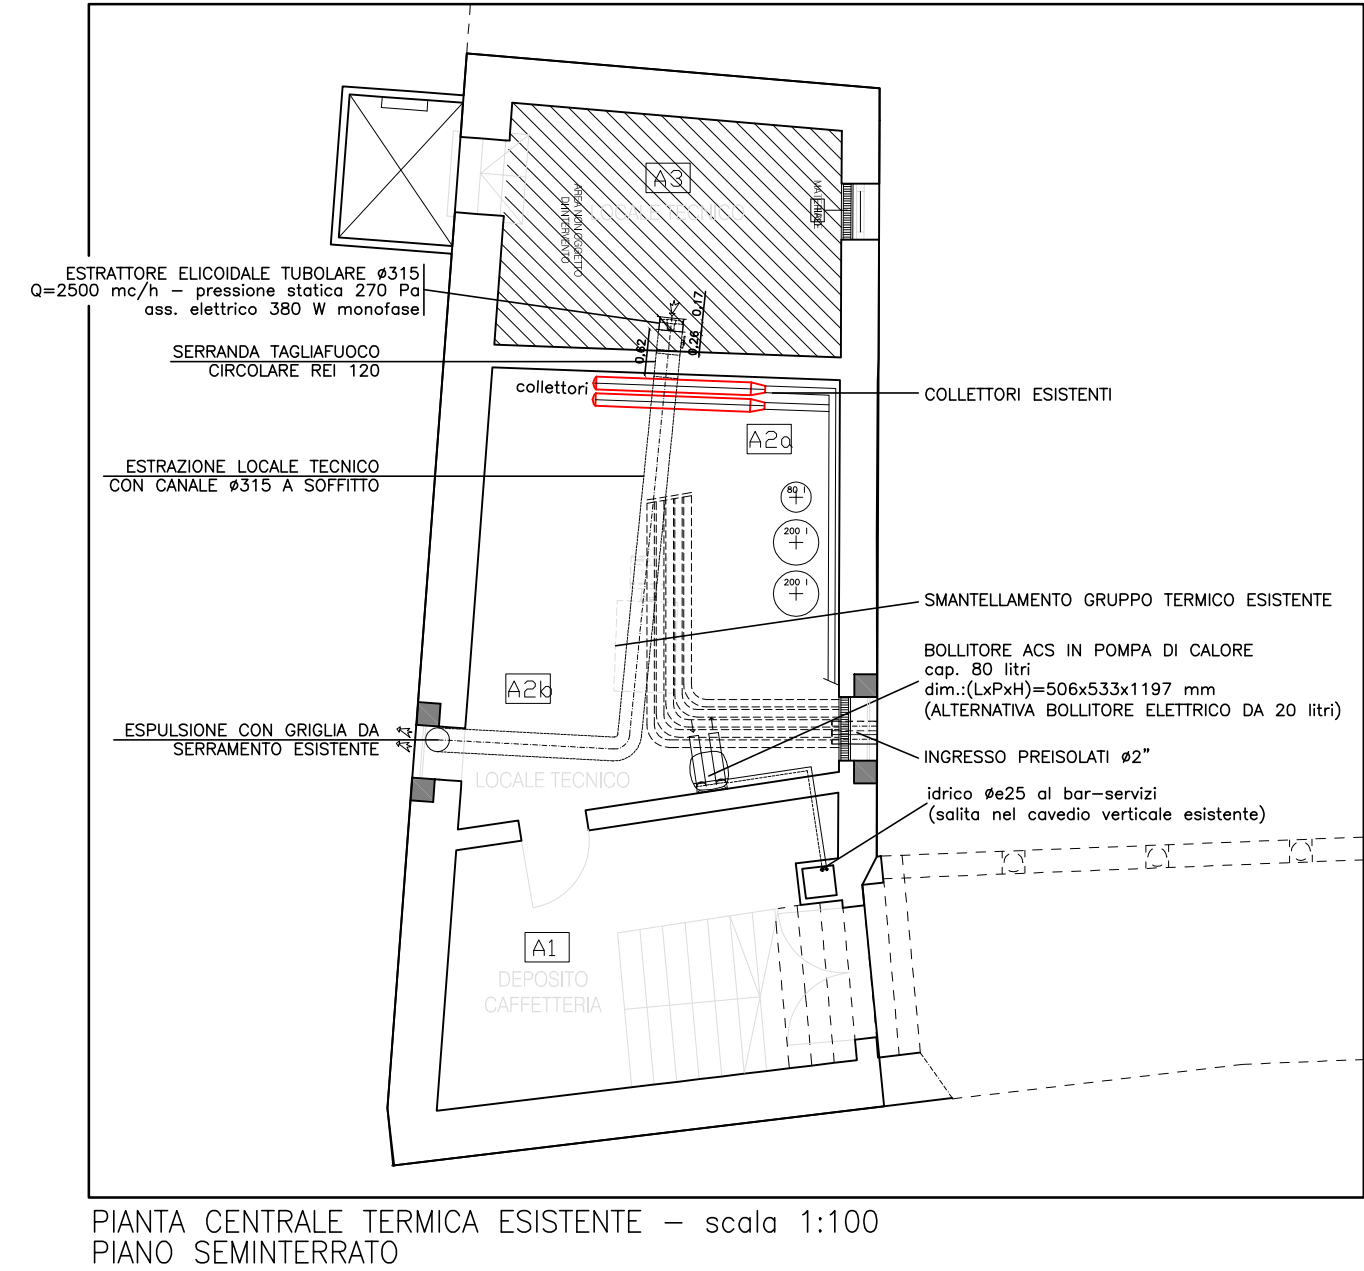 A3
LOCALE TECNICO
AREA NON OGGETTO
DI INTERVENTO
ESTRATTORE ELICOIDALE TUBOLARE ø315
Q=2500 mc/h – pressione statica 270 Pa
ass. elettrico 380 W monofase
0,17
0,26
0,62
SERRANDA TAGLIAFUOCO
CIRCOLARE REI 120
collettori
COLLETTORI ESISTENTI
A2a
ESTRAZIONE LOCALE TECNICO
CON CANALE ø315 A SOFFITTO
80 l
200 l
200 l
SMANTELLAMENTO GRUPPO TERMICO ESISTENTE
BOLLITORE ACS IN POMPA DI CALORE
cap. 80 litri
dim.:(LxPxH)=506x533x1197 mm
(ALTERNATIVA BOLLITORE ELETTRICO DA 20 litri)
A2b
ESPULSIONE CON GRIGLIA DA
SERRAMENTO ESISTENTE
LOCALE TECNICO
INGRESSO PREISOLATI ø2”
idrico øe25 al bar–servizi
(salita nel cavedio verticale esistente)
A1
DEPOSITO
CAFFETTERIA
PIANTA CENTRALE TERMICA ESISTENTE – scala 1:100
PIANO SEMINTERRATO